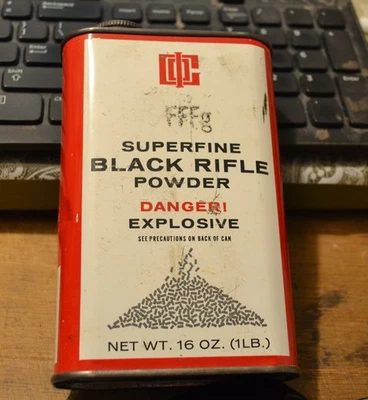 FFFg
SUPERFINE
BLACK RIFLE
POWDER
DANGER!
EXPLOSIVE
SEE PRECAUTIONS ON BACK OF CAN
NET WT. 16 OZ. (1LB.)